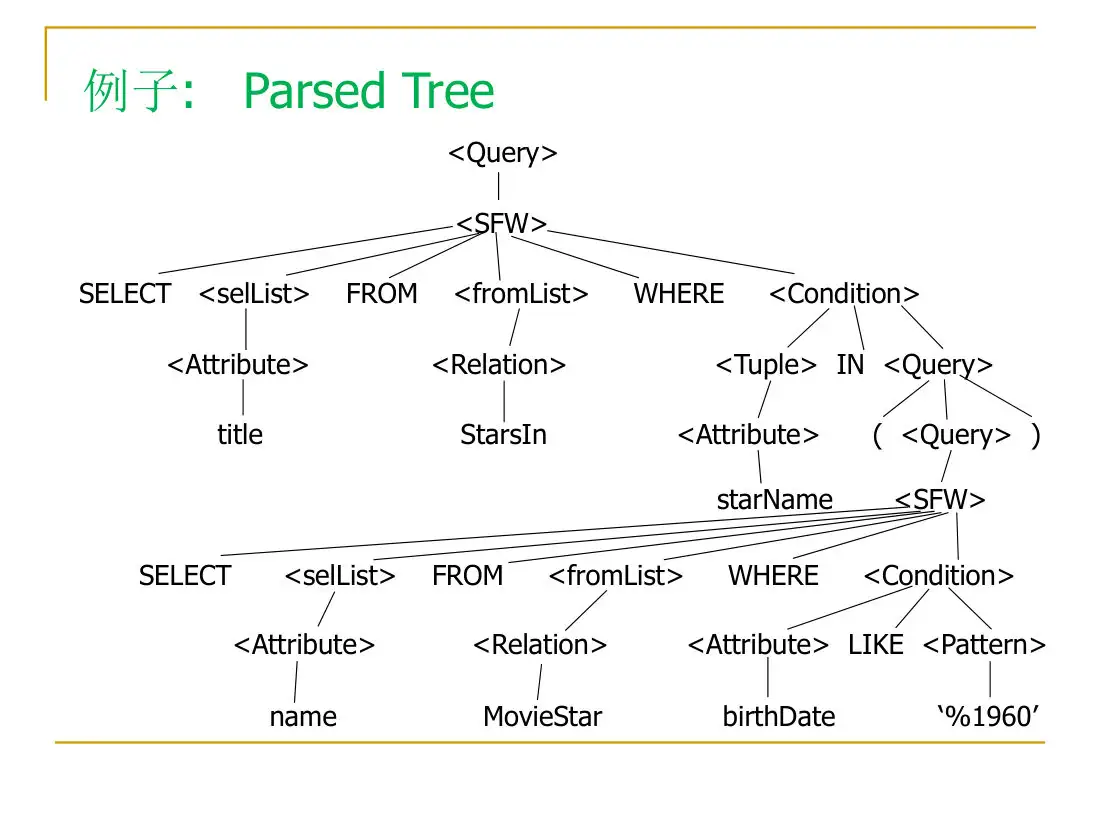 例子:   Parsed Tree
<Query>
<SFW>
SELECT <selList> FROM <fromList> WHERE <Condition>
<Attribute> <Relation> <Tuple> IN <Query>
title StarsIn <Attribute> ( <Query> )
starName <SFW>
SELECT <selList> FROM <fromList> WHERE <Condition>
<Attribute> <Relation> <Attribute> LIKE <Pattern>
name MovieStar birthDate ‘%1960’